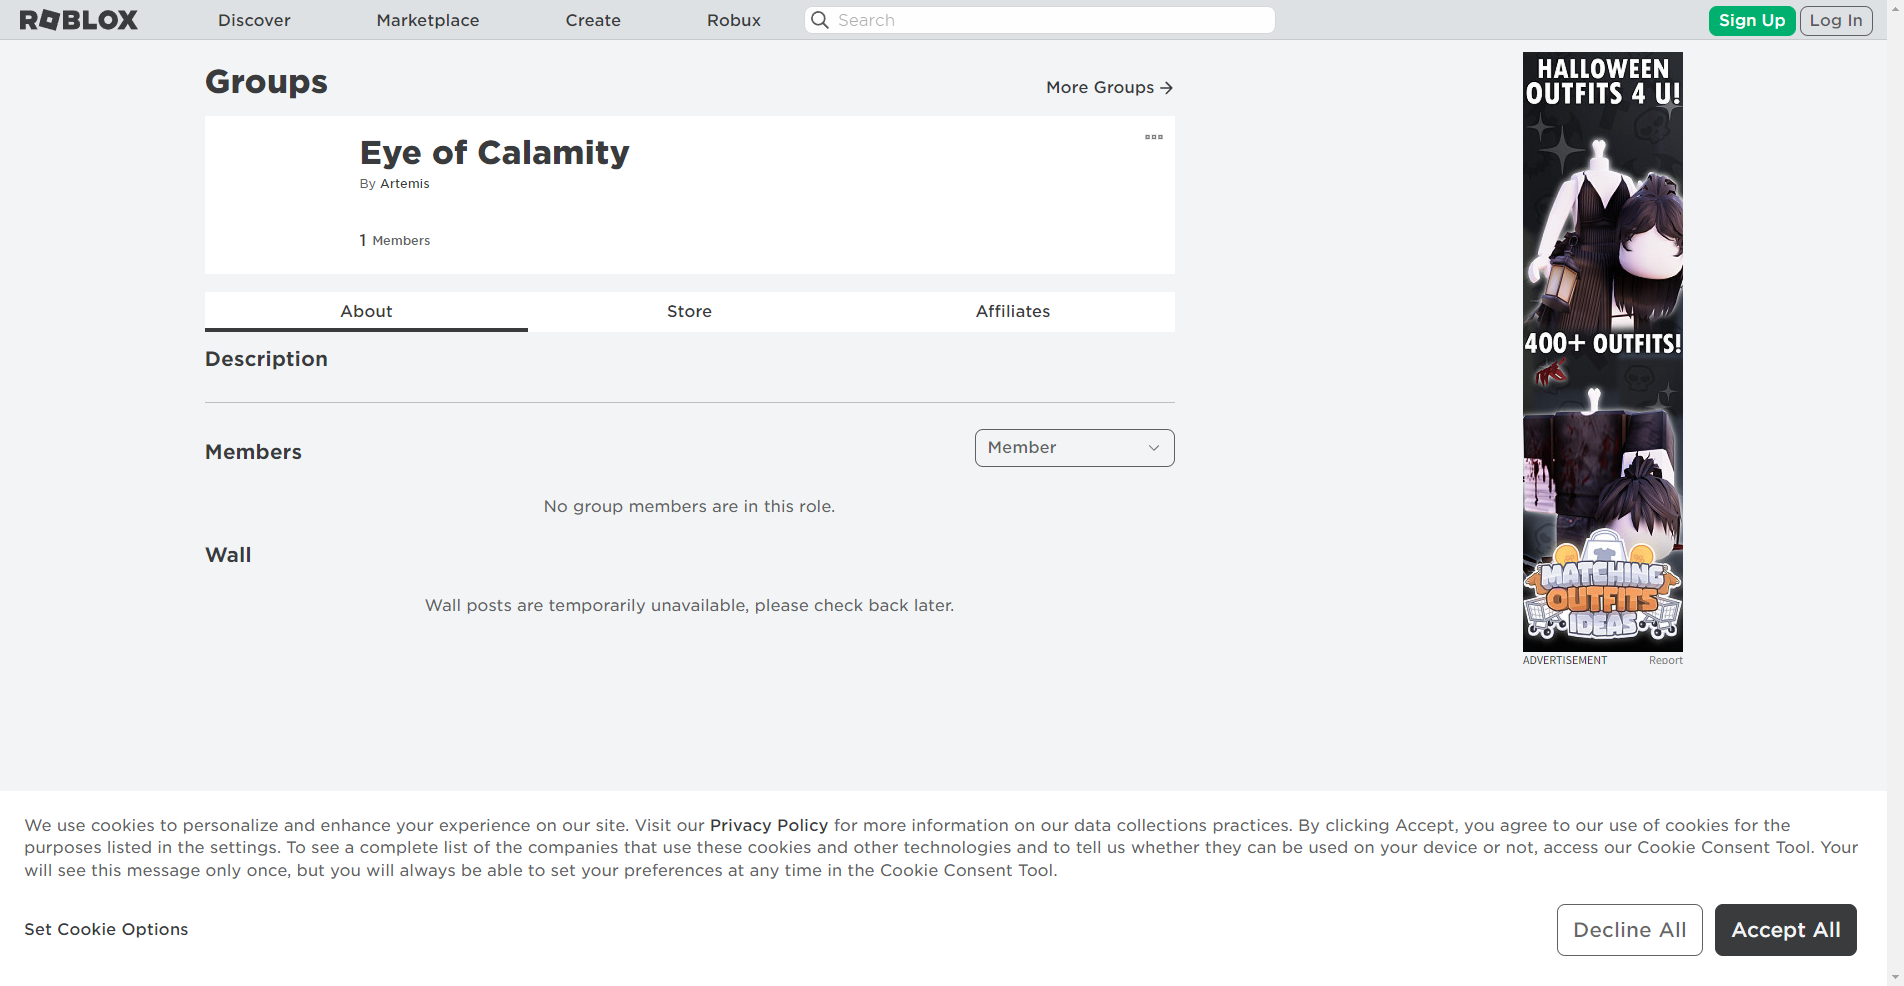 ROBLOX
Discover
Marketplace
Create
Robux
Search
Sign Up
Log In
Groups
More Groups
Eye of Calamity
By Artemis
1 Members
About
Store
Affiliates
Description
Members
Member
No group members are in this role.
Wall
Wall posts are temporarily unavailable, please check back later.
HALLOWEEN
OUTFITS 4 U!
400+ OUTFITS!
MATCHING
OUTFITS
IDEAS
ADVERTISEMENT
Report
We use cookies to personalize and enhance your experience on our site. Visit our Privacy Policy for more information on our data collections practices. By clicking Accept, you agree to our use of cookies for the
purposes listed in the settings. To see a complete list of the companies that use these cookies and other technologies and to tell us whether they can be used on your device or not, access our Cookie Consent Tool. Your
will see this message only once, but you will always be able to set your preferences at any time in the Cookie Consent Tool.
Set Cookie Options
Decline All
Accept All